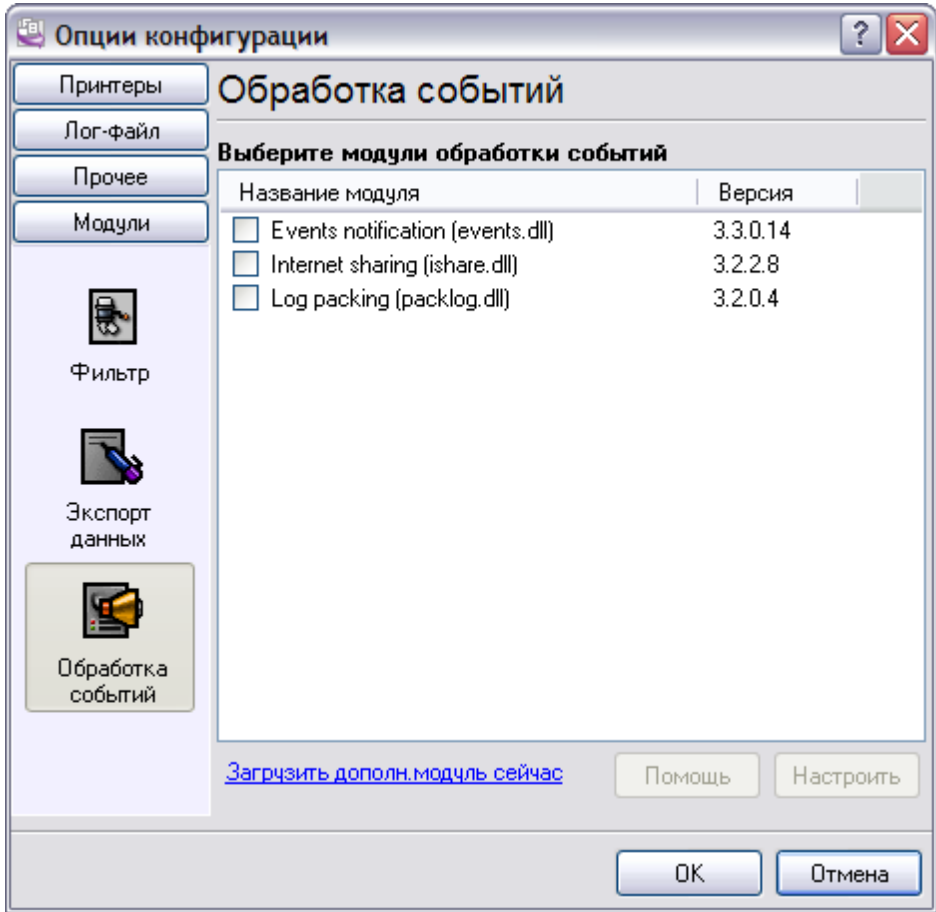 Опции конфигурации
Принтеры
Лог-файл
Прочее
Модули
Фильтр
Экспорт
данных
Обработка
событий
Обработка событий
Выберите модули обработки событий
Название модуля Версия
Events notification (events.dll) 3.3.0.14
Internet sharing (ishare.dll) 3.2.2.8
Log packing (packlog.dll) 3.2.0.4
Загрузить дополн.модуль сейчас
Помощь Настроить
OK Отмена